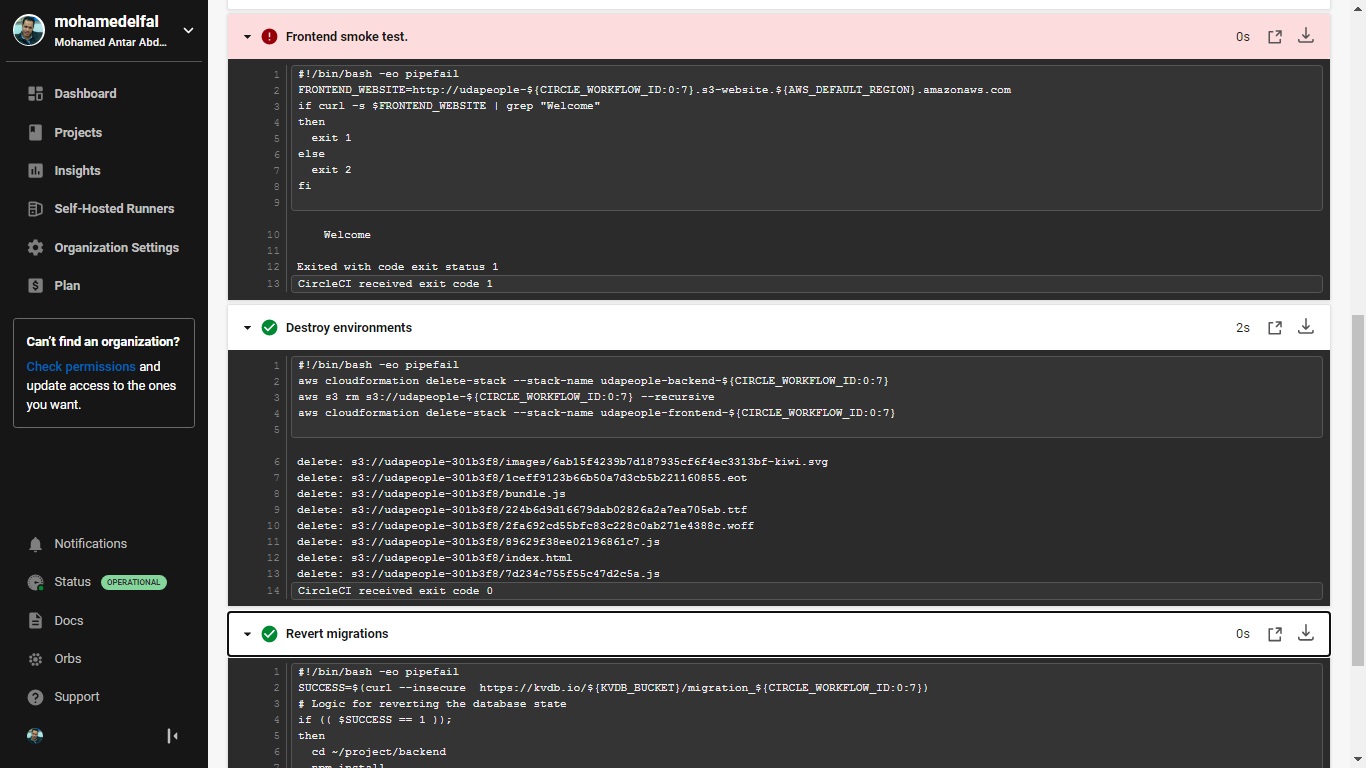 mohamedelfal
Mohamed Antar Abd...
Dashboard
Projects
Insights
Self-Hosted Runners
Organization Settings
Plan
Can't find an organization?
Check permissions and
update access to the ones
you want.
Notifications
Status OPERATIONAL
Docs
Orbs
Support
Frontend smoke test. 0s
1 #!/bin/bash -eo pipefail
2 FRONTEND_WEBSITE=http://udapeople-${CIRCLE_WORKFLOW_ID:0:7}.s3-website.${AWS_DEFAULT_REGION}.amazonaws.com
3 if curl -s $FRONTEND_WEBSITE | grep "Welcome"
4 then
5   exit 1
6 else
7   exit 2
8 fi
9
10     Welcome
11
12 Exited with code exit status 1
13 CircleCI received exit code 1
Destroy environments 2s
1 #!/bin/bash -eo pipefail
2 aws cloudformation delete-stack --stack-name udapeople-backend-${CIRCLE_WORKFLOW_ID:0:7}
3 aws s3 rm s3://udapeople-${CIRCLE_WORKFLOW_ID:0:7} --recursive
4 aws cloudformation delete-stack --stack-name udapeople-frontend-${CIRCLE_WORKFLOW_ID:0:7}
5
6 delete: s3://udapeople-301b3f8/images/6ab15f4239b7d187935cf6f4ec3313bf-kiwi.svg
7 delete: s3://udapeople-301b3f8/1ceff9123b66b50a7d3cb5b221160855.eot
8 delete: s3://udapeople-301b3f8/bundle.js
9 delete: s3://udapeople-301b3f8/224b6d9d16679dab02826a2a7ea705eb.ttf
10 delete: s3://udapeople-301b3f8/2fa692cd55bfc83c228c0ab271e4388c.woff
11 delete: s3://udapeople-301b3f8/89629f38ee02196861c7.js
12 delete: s3://udapeople-301b3f8/index.html
13 delete: s3://udapeople-301b3f8/7d234c755f55c47d2c5a.js
14 CircleCI received exit code 0
Revert migrations 0s
1 #!/bin/bash -eo pipefail
2 SUCCESS=$(curl --insecure  https://kvdb.io/${KVDB_BUCKET}/migration_${CIRCLE_WORKFLOW_ID:0:7})
3 # Logic for reverting the database state
4 if (( $SUCCESS == 1 ));
5 then
6   cd ~/project/backend
7   npm install